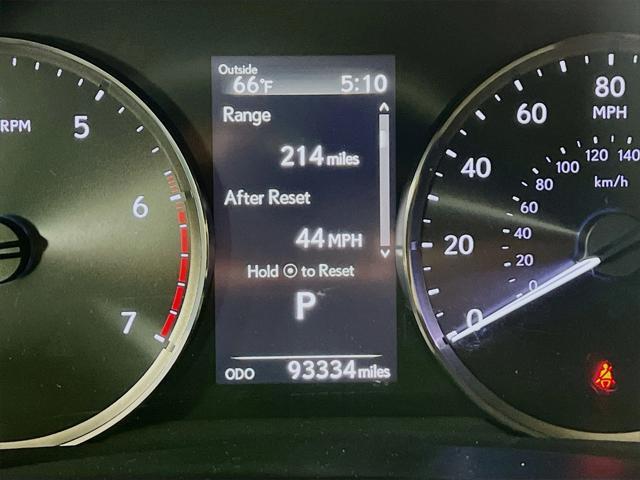 Outside
66°F 5:10
Range
214 miles
After Reset
44 MPH
Hold ⊙ to Reset
P
ODO 93334 miles
RPM
5
6
7
0
20
40
60
80
MPH
0
20
40
60
80
100
120
140
km/h